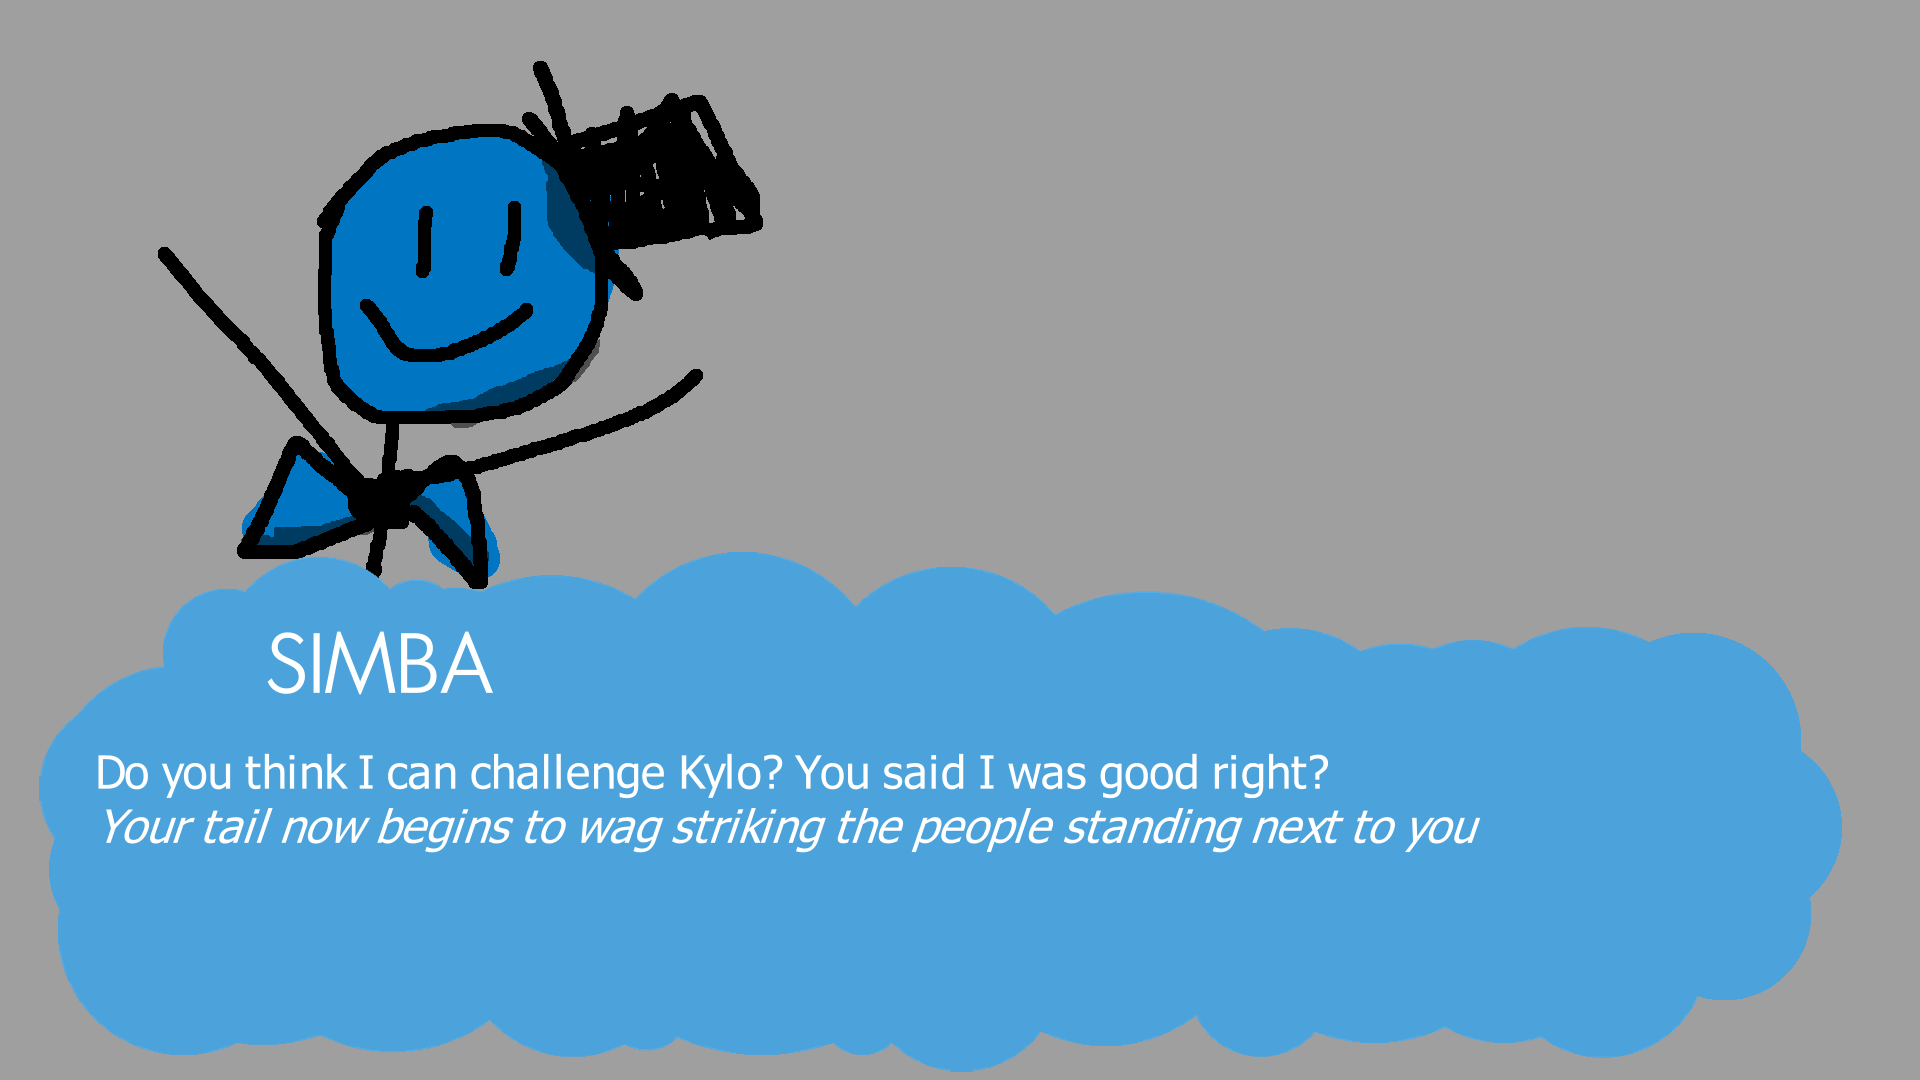 SIMBA
Do you think I can challenge Kylo? You said I was good right?
Your tail now begins to wag striking the people standing next to you